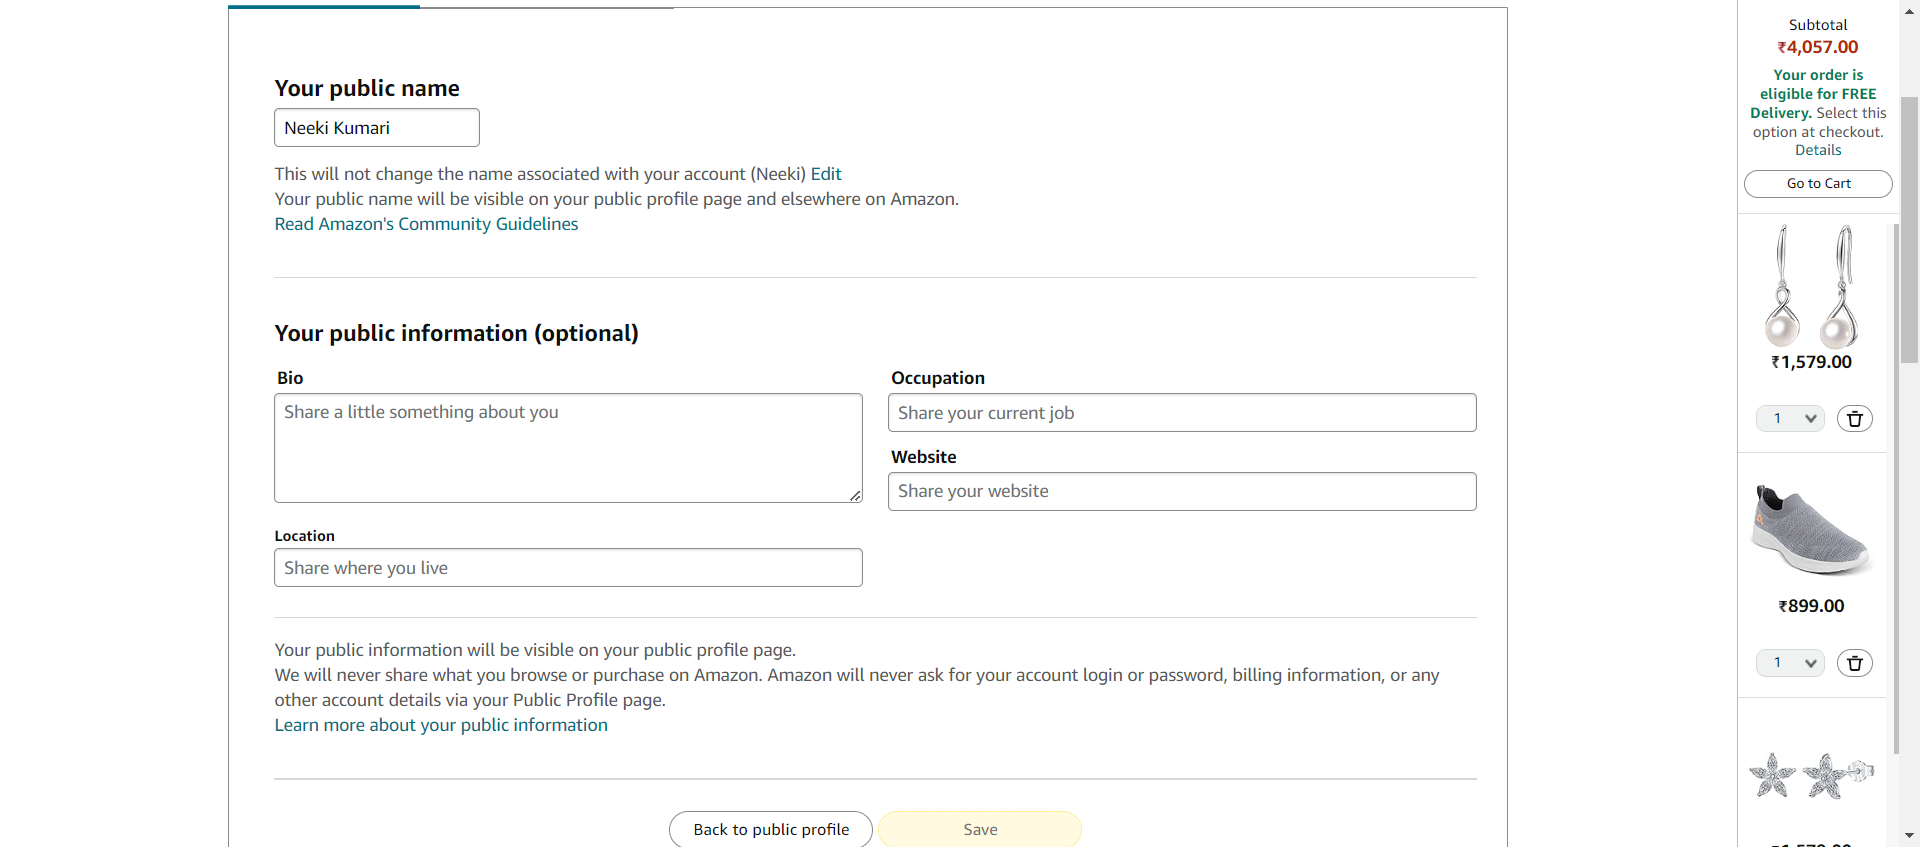 Your public name
Neeki Kumari
This will not change the name associated with your account (Neeki) Edit
Your public name will be visible on your public profile page and elsewhere on Amazon.
Read Amazon's Community Guidelines
Your public information (optional)
Bio
Share a little something about you
Occupation
Share your current job
Website
Share your website
Location
Share where you live
Your public information will be visible on your public profile page.
We will never share what you browse or purchase on Amazon. Amazon will never ask for your account login or password, billing information, or any
other account details via your Public Profile page.
Learn more about your public information
Back to public profile
Save
Subtotal
₹4,057.00
Your order is
eligible for FREE
Delivery. Select this
option at checkout.
Details
Go to Cart
₹1,579.00
1
₹899.00
1